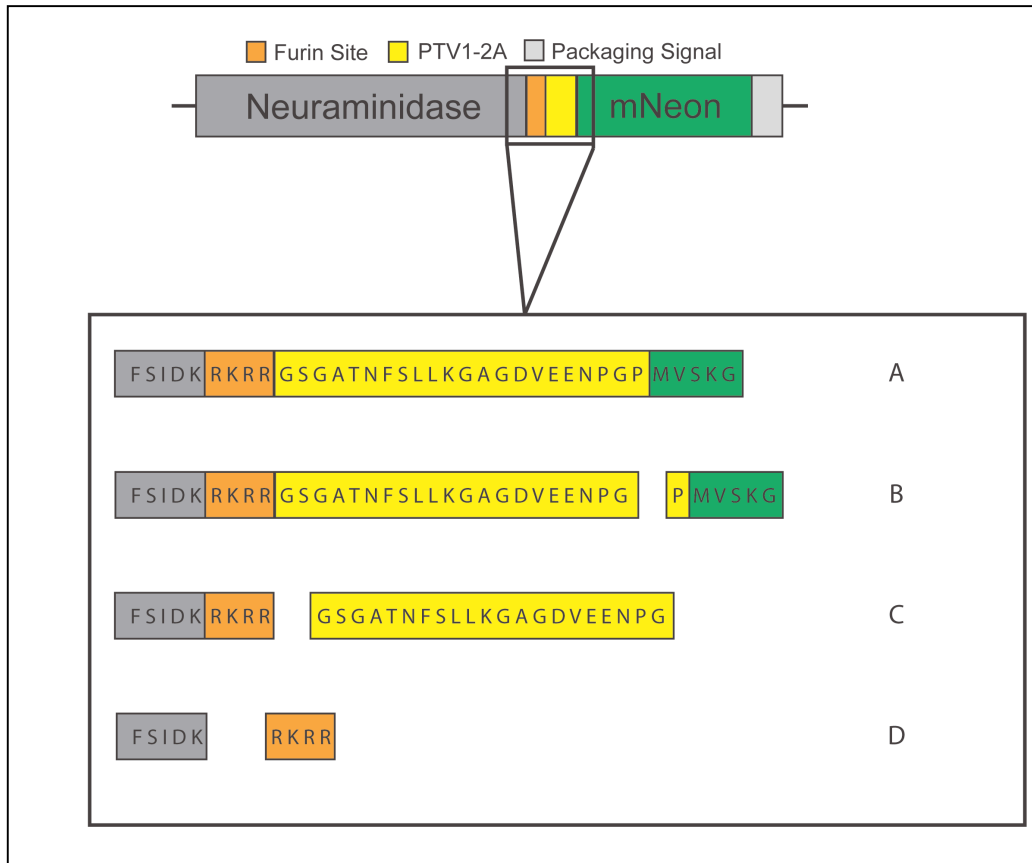 Furin Site PTV1-2A Packaging Signal
Neuraminidase mNeon
FSIDK RKRR GSGATNFSLLKGAGDVEENPGP MVSKG A
FSIDK RKRR GSGATNFSLLKGAGDVEENPG P MVSKG B
FSIDK RKRR GSGATNFSLLKGAGDVEENPG C
FSIDK RKRR D